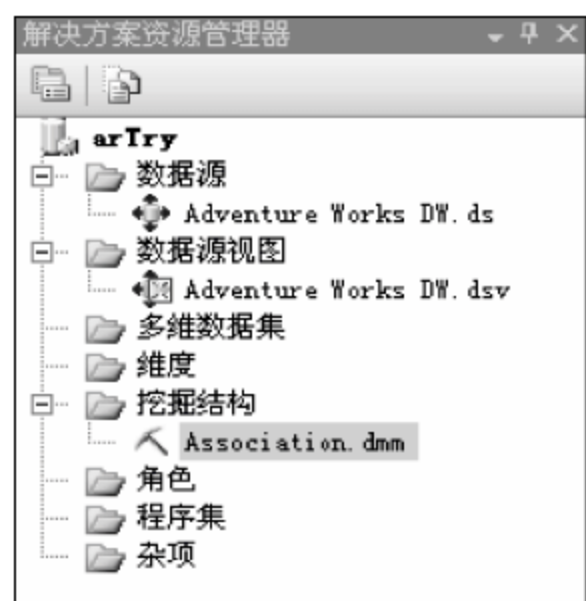 解决方案资源管理器
arTry
数据源
Adventure Works DW.ds
数据源视图
Adventure Works DW.dsv
多维数据集
维度
挖掘结构
Association.dmm
角色
程序集
杂项